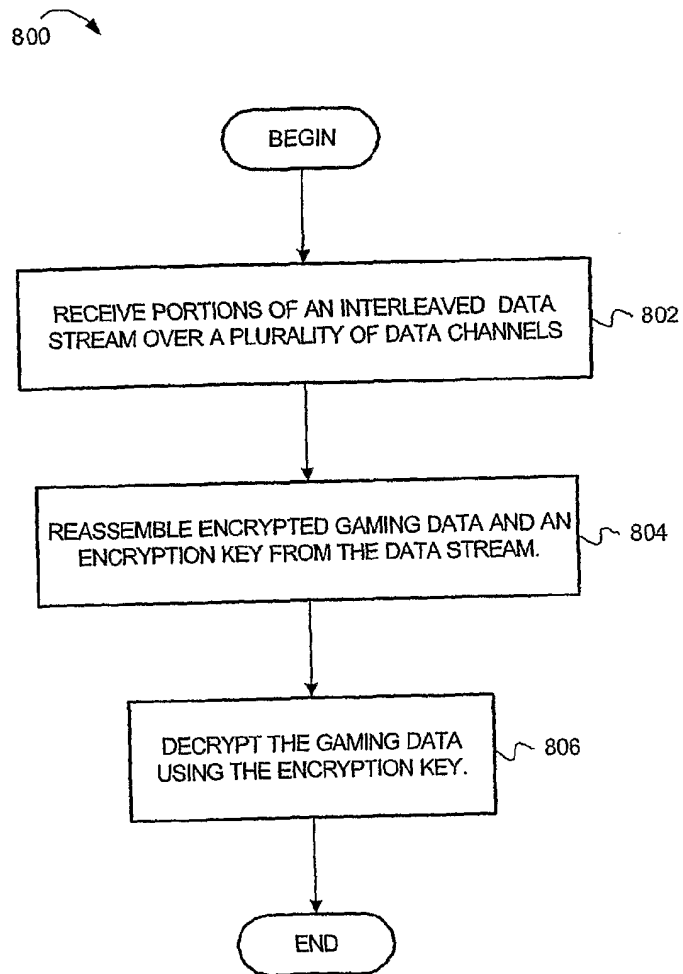 800
BEGIN
RECEIVE PORTIONS OF AN INTERLEAVED DATA
STREAM OVER A PLURALITY OF DATA CHANNELS
802
REASSEMBLE ENCRYPTED GAMING DATA AND AN
ENCRYPTION KEY FROM THE DATA STREAM.
804
DECRYPT THE GAMING DATA
USING THE ENCRYPTION KEY.
806
END